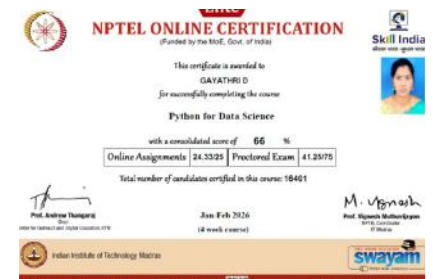 Elite
NPTEL ONLINE CERTIFICATION
(Funded by the MoE, Govt. of India)
Skill India
This certificate is awarded to
GAYATHRI D
for successfully completing the course
Python for Data Science
with a consolidated score of 66 %
Online Assignments 24.33/25 Proctored Exam 41.25/75
Total number of candidates certified in this course: 16401
Prof. Andrew Thangaraj
Jan-Feb 2026
(4 week course)
Prof. Vignesh Muthuvijayan
NPTEL Coordinator
IIT Madras
Indian Institute of Technology Madras
swayam